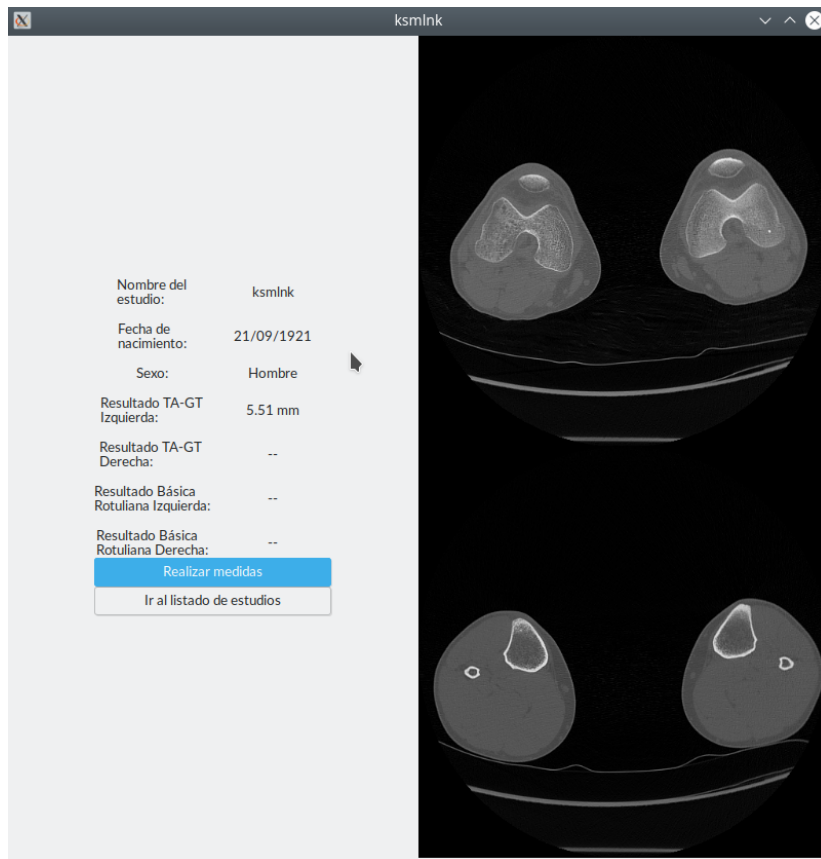 ksmlnk
Nombre del
estudio:
ksmlnk
Fecha de
nacimiento:
21/09/1921
Sexo:
Hombre
Resultado TA-GT
Izquierda:
5.51 mm
Resultado TA-GT
Derecha:
--
Resultado Básica
Rotuliana Izquierda:
--
Resultado Básica
Rotuliana Derecha:
--
Realizar medidas
Ir al listado de estudios